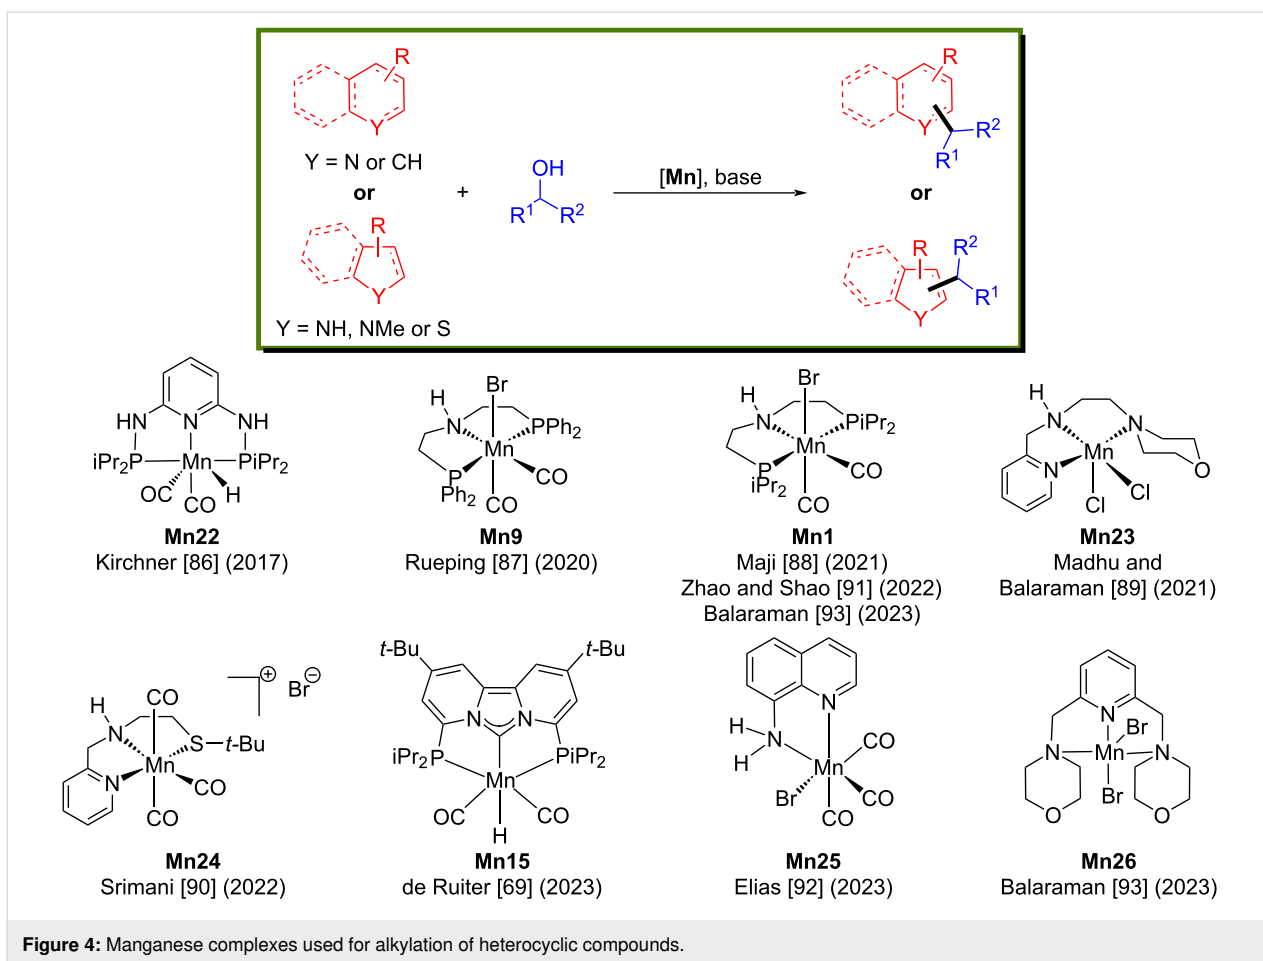 R
Y
Y = N or CH
or
R
Y
Y = NH, NMe or S
+
OH
R1 R2
[Mn], base
R
Y
R2
R1
or
R
Y
R2
R1
HN N NH
iPr2P Mn PiPr2
OC CO H
Mn22
Kirchner [86] (2017)
Br
H
N PPh2
Mn
P
Ph2
CO
CO
Mn9
Rueping [87] (2020)
Br
H
N PiPr2
Mn
P
iPr2
CO
CO
Mn1
Maji [88] (2021)
Zhao and Shao [91] (2022)
Balaraman [93] (2023)
H
N N
Mn O
N
Cl Cl
Mn23
Madhu and
Balaraman [89] (2021)
+ Br−
CO
H
N S t-Bu
Mn
N CO
CO
Mn24
Srimani [90] (2022)
t-Bu t-Bu
N N
iPr2P PiPr2
Mn
OC CO
H
Mn15
de Ruiter [69] (2023)
N
H
N
H
CO
Mn
Br CO
CO
Mn25
Elias [92] (2023)
N Br
N Mn N
Br
O O
Mn26
Balaraman [93] (2023)
Figure 4: Manganese complexes used for alkylation of heterocyclic compounds.